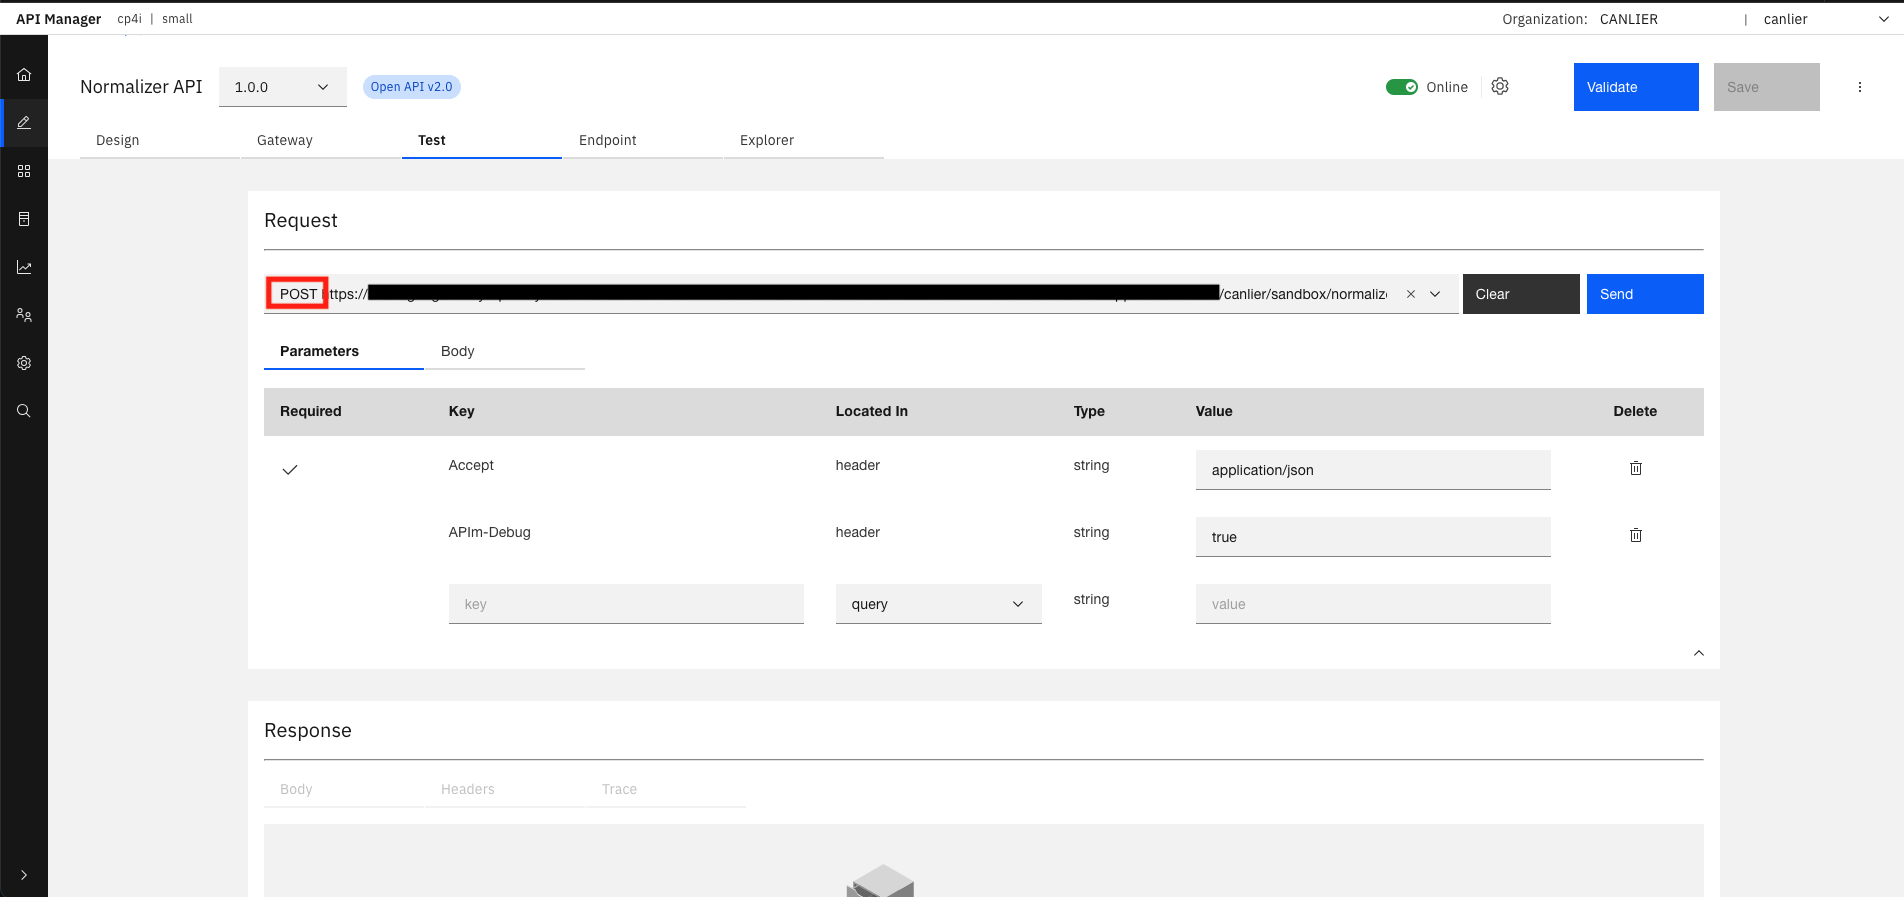 API Manager cp4i | small Organization: CANLIER | canlier
Normalizer API 1.0.0 Open API v2.0 Online Validate Save
Design Gateway Test Endpoint Explorer
Request
POST https:// /canlier/sandbox/normalize Clear Send
Parameters Body
Required Key Located In Type Value Delete
Accept header string application/json
APIm-Debug header string true
key query string value
Response
Body Headers Trace